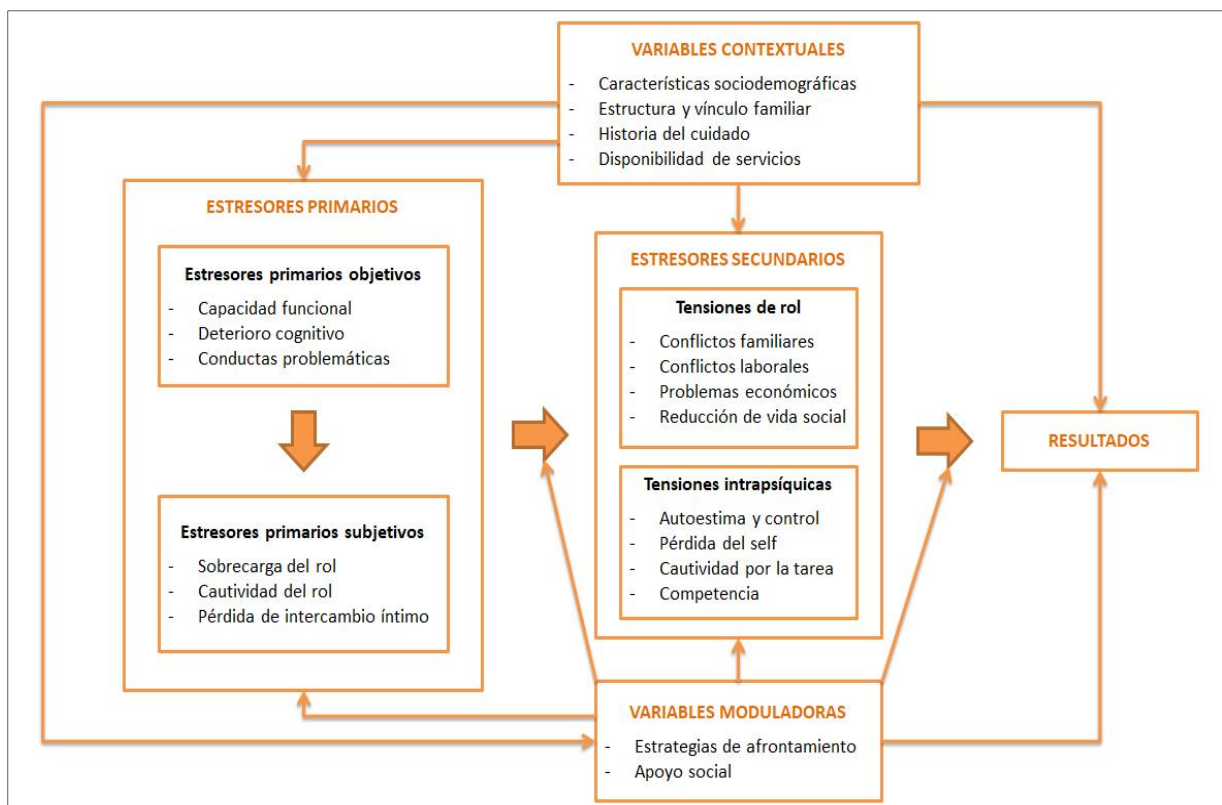 VARIABLES CONTEXTUALES
- Características sociodemográficas
- Estructura y vínculo familiar
- Historia del cuidado
- Disponibilidad de servicios
ESTRESORES PRIMARIOS
Estresores primarios objetivos
- Capacidad funcional
- Deterioro cognitivo
- Conductas problemáticas
Estresores primarios subjetivos
- Sobrecarga del rol
- Cautividad del rol
- Pérdida de intercambio íntimo
ESTRESORES SECUNDARIOS
Tensiones de rol
- Conflictos familiares
- Conflictos laborales
- Problemas económicos
- Reducción de vida social
Tensiones intrapsíquicas
- Autoestima y control
- Pérdida del self
- Cautividad por la tarea
- Competencia
RESULTADOS
VARIABLES MODULADORAS
- Estrategias de afrontamiento
- Apoyo social